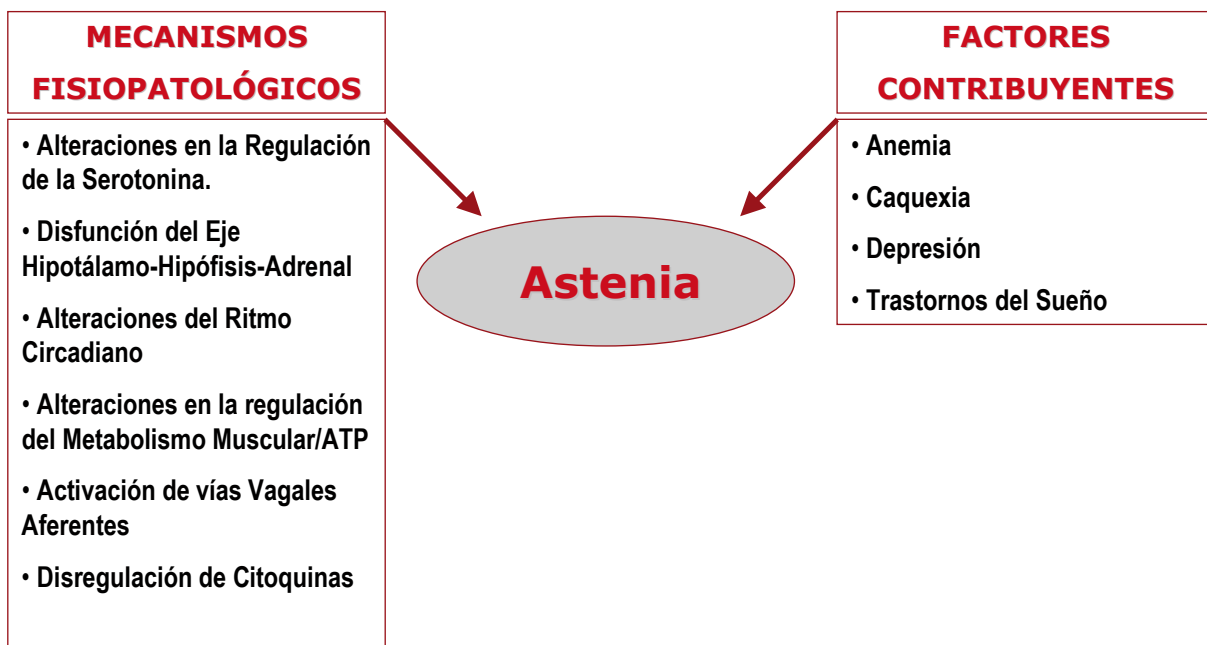 MECANISMOS
FISIOPATOLÓGICOS
• Alteraciones en la Regulación
de la Serotonina.
• Disfunción del Eje
Hipotálamo-Hipófisis-Adrenal
• Alteraciones del Ritmo
Circadiano
• Alteraciones en la regulación
del Metabolismo Muscular/ATP
• Activación de vías Vagales
Aferentes
• Disregulación de Citoquinas
Astenia
FACTORES
CONTRIBUYENTES
• Anemia
• Caquexia
• Depresión
• Trastornos del Sueño